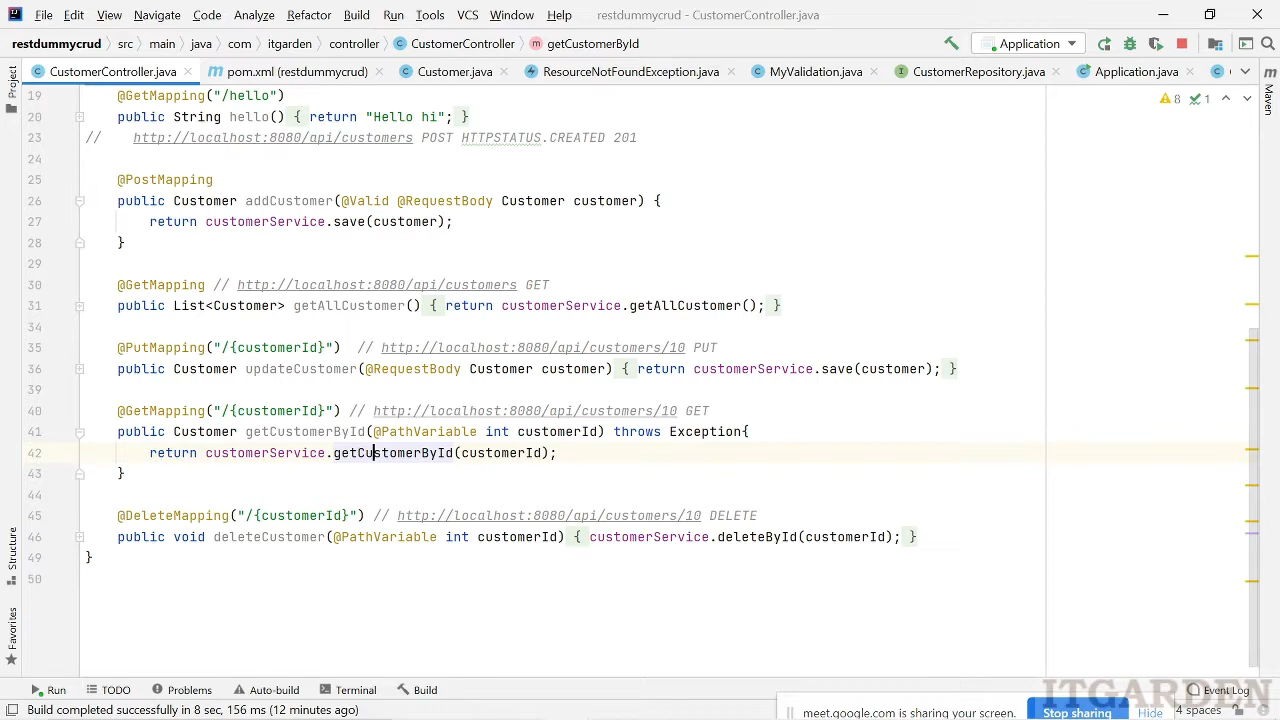 File Edit View Navigate Code Analyze Refactor Build Run Tools VCS Window Help restdummycrud - CustomerController.java
restdummycrud src main java com itgarden controller CustomerController getCustomerById Application
CustomerController.java pom.xml (restdummycrud) Customer.java ResourceNotFoundException.java MyValidation.java CustomerRepository.java Application.java
Project
Maven
8 1
19 @GetMapping("/hello")
20 public String hello() { return "Hello hi"; }
23 // http://localhost:8080/api/customers POST HTTPSTATUS.CREATED 201
24
25 @PostMapping
26 public Customer addCustomer(@Valid @RequestBody Customer customer) {
27 return customerService.save(customer);
28 }
29
30 @GetMapping // http://localhost:8080/api/customers GET
31 public List<Customer> getAllCustomer() { return customerService.getAllCustomer(); }
34
35 @PutMapping("/{customerId}") // http://localhost:8080/api/customers/10 PUT
36 public Customer updateCustomer(@RequestBody Customer customer) { return customerService.save(customer); }
39
40 @GetMapping("/{customerId}") // http://localhost:8080/api/customers/10 GET
41 public Customer getCustomerById(@PathVariable int customerId) throws Exception{
42 return customerService.getCustomerById(customerId);
43 }
44
45 @DeleteMapping("/{customerId}") // http://localhost:8080/api/customers/10 DELETE
46 public void deleteCustomer(@PathVariable int customerId) { customerService.deleteById(customerId); }
49 }
50
Structure
Favorites
Run TODO Problems Auto-build Terminal Build Event Log
ITGARDEN
Build completed successfully in 8 sec, 156 ms (12 minutes ago) 4 spaces
meet.google.com is sharing your screen. Stop sharing Hide